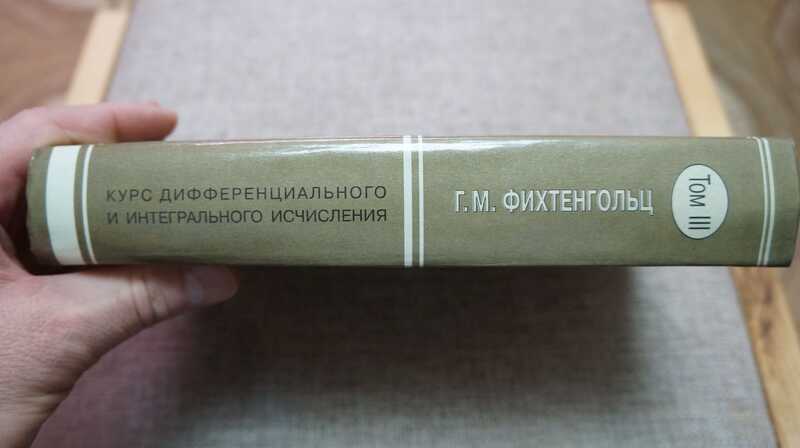 КУРС ДИФФЕРЕНЦИАЛЬНОГО
И ИНТЕГРАЛЬНОГО ИСЧИСЛЕНИЯ
Г. М. ФИХТЕНГОЛЬЦ
Том III